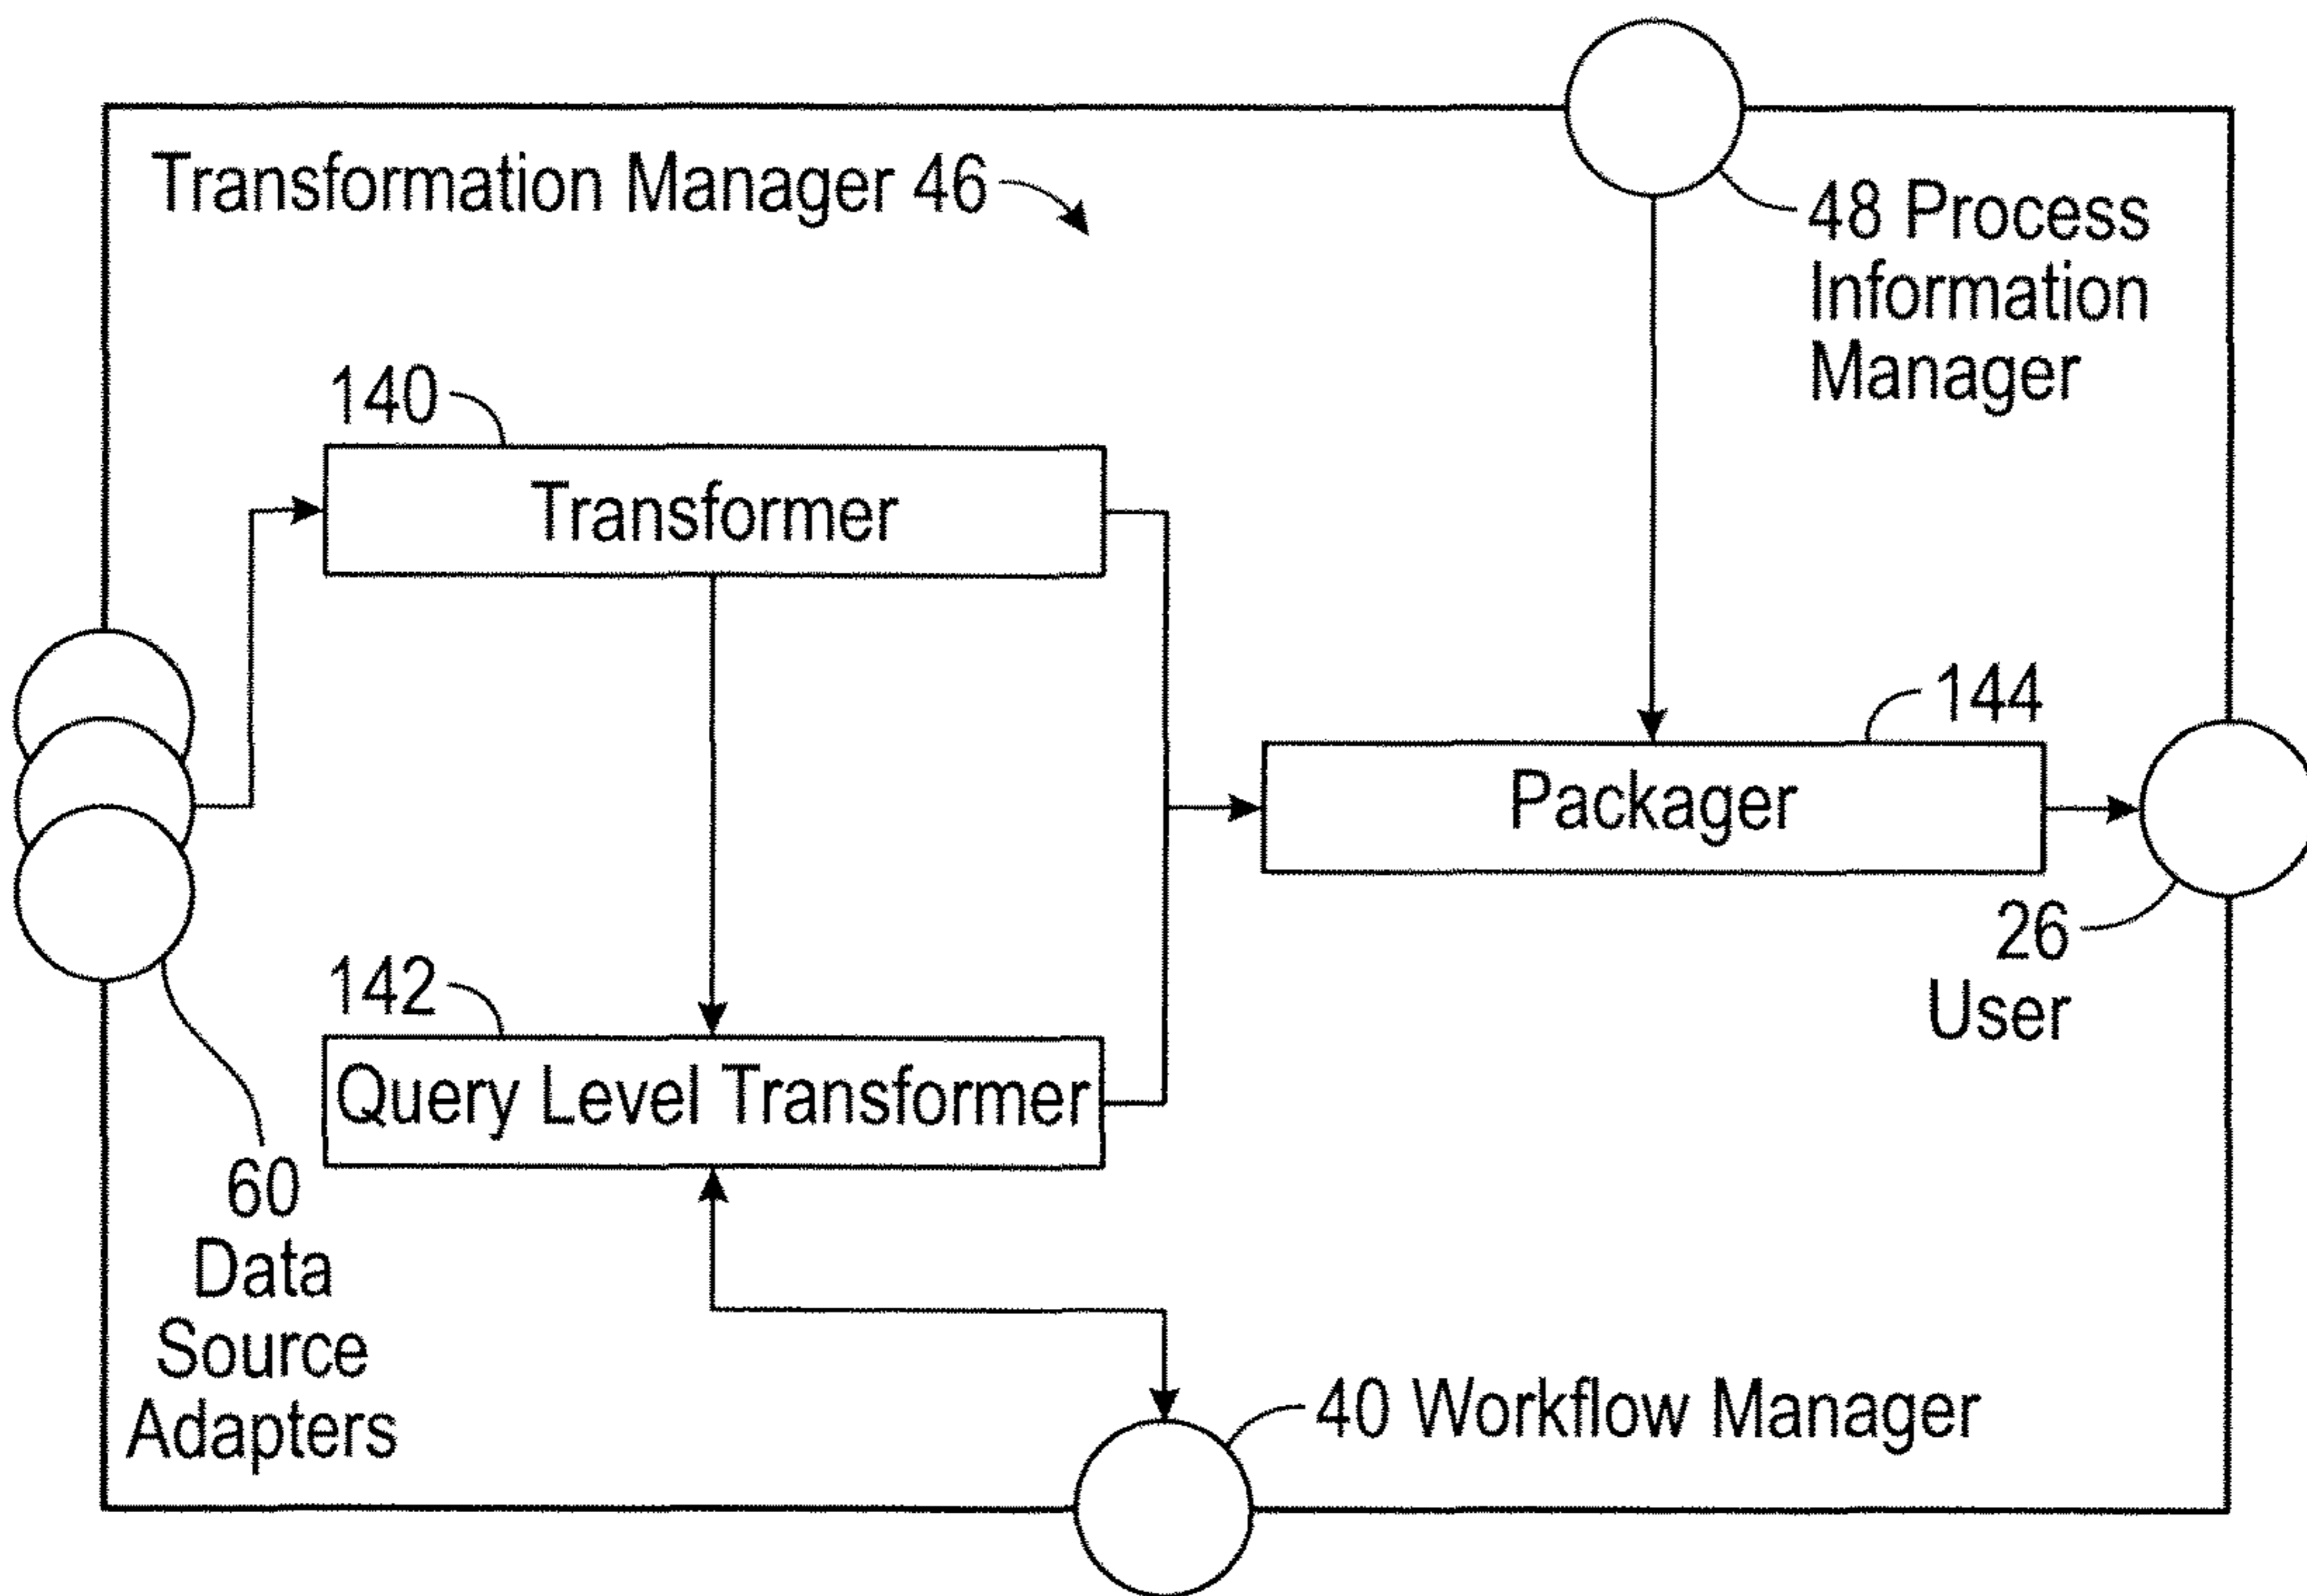 Transformation Manager 46
48 Process
Information
Manager
140
Transformer
144
Packager
26
User
142
Query Level Transformer
60
Data
Source
Adapters
40 Workflow Manager